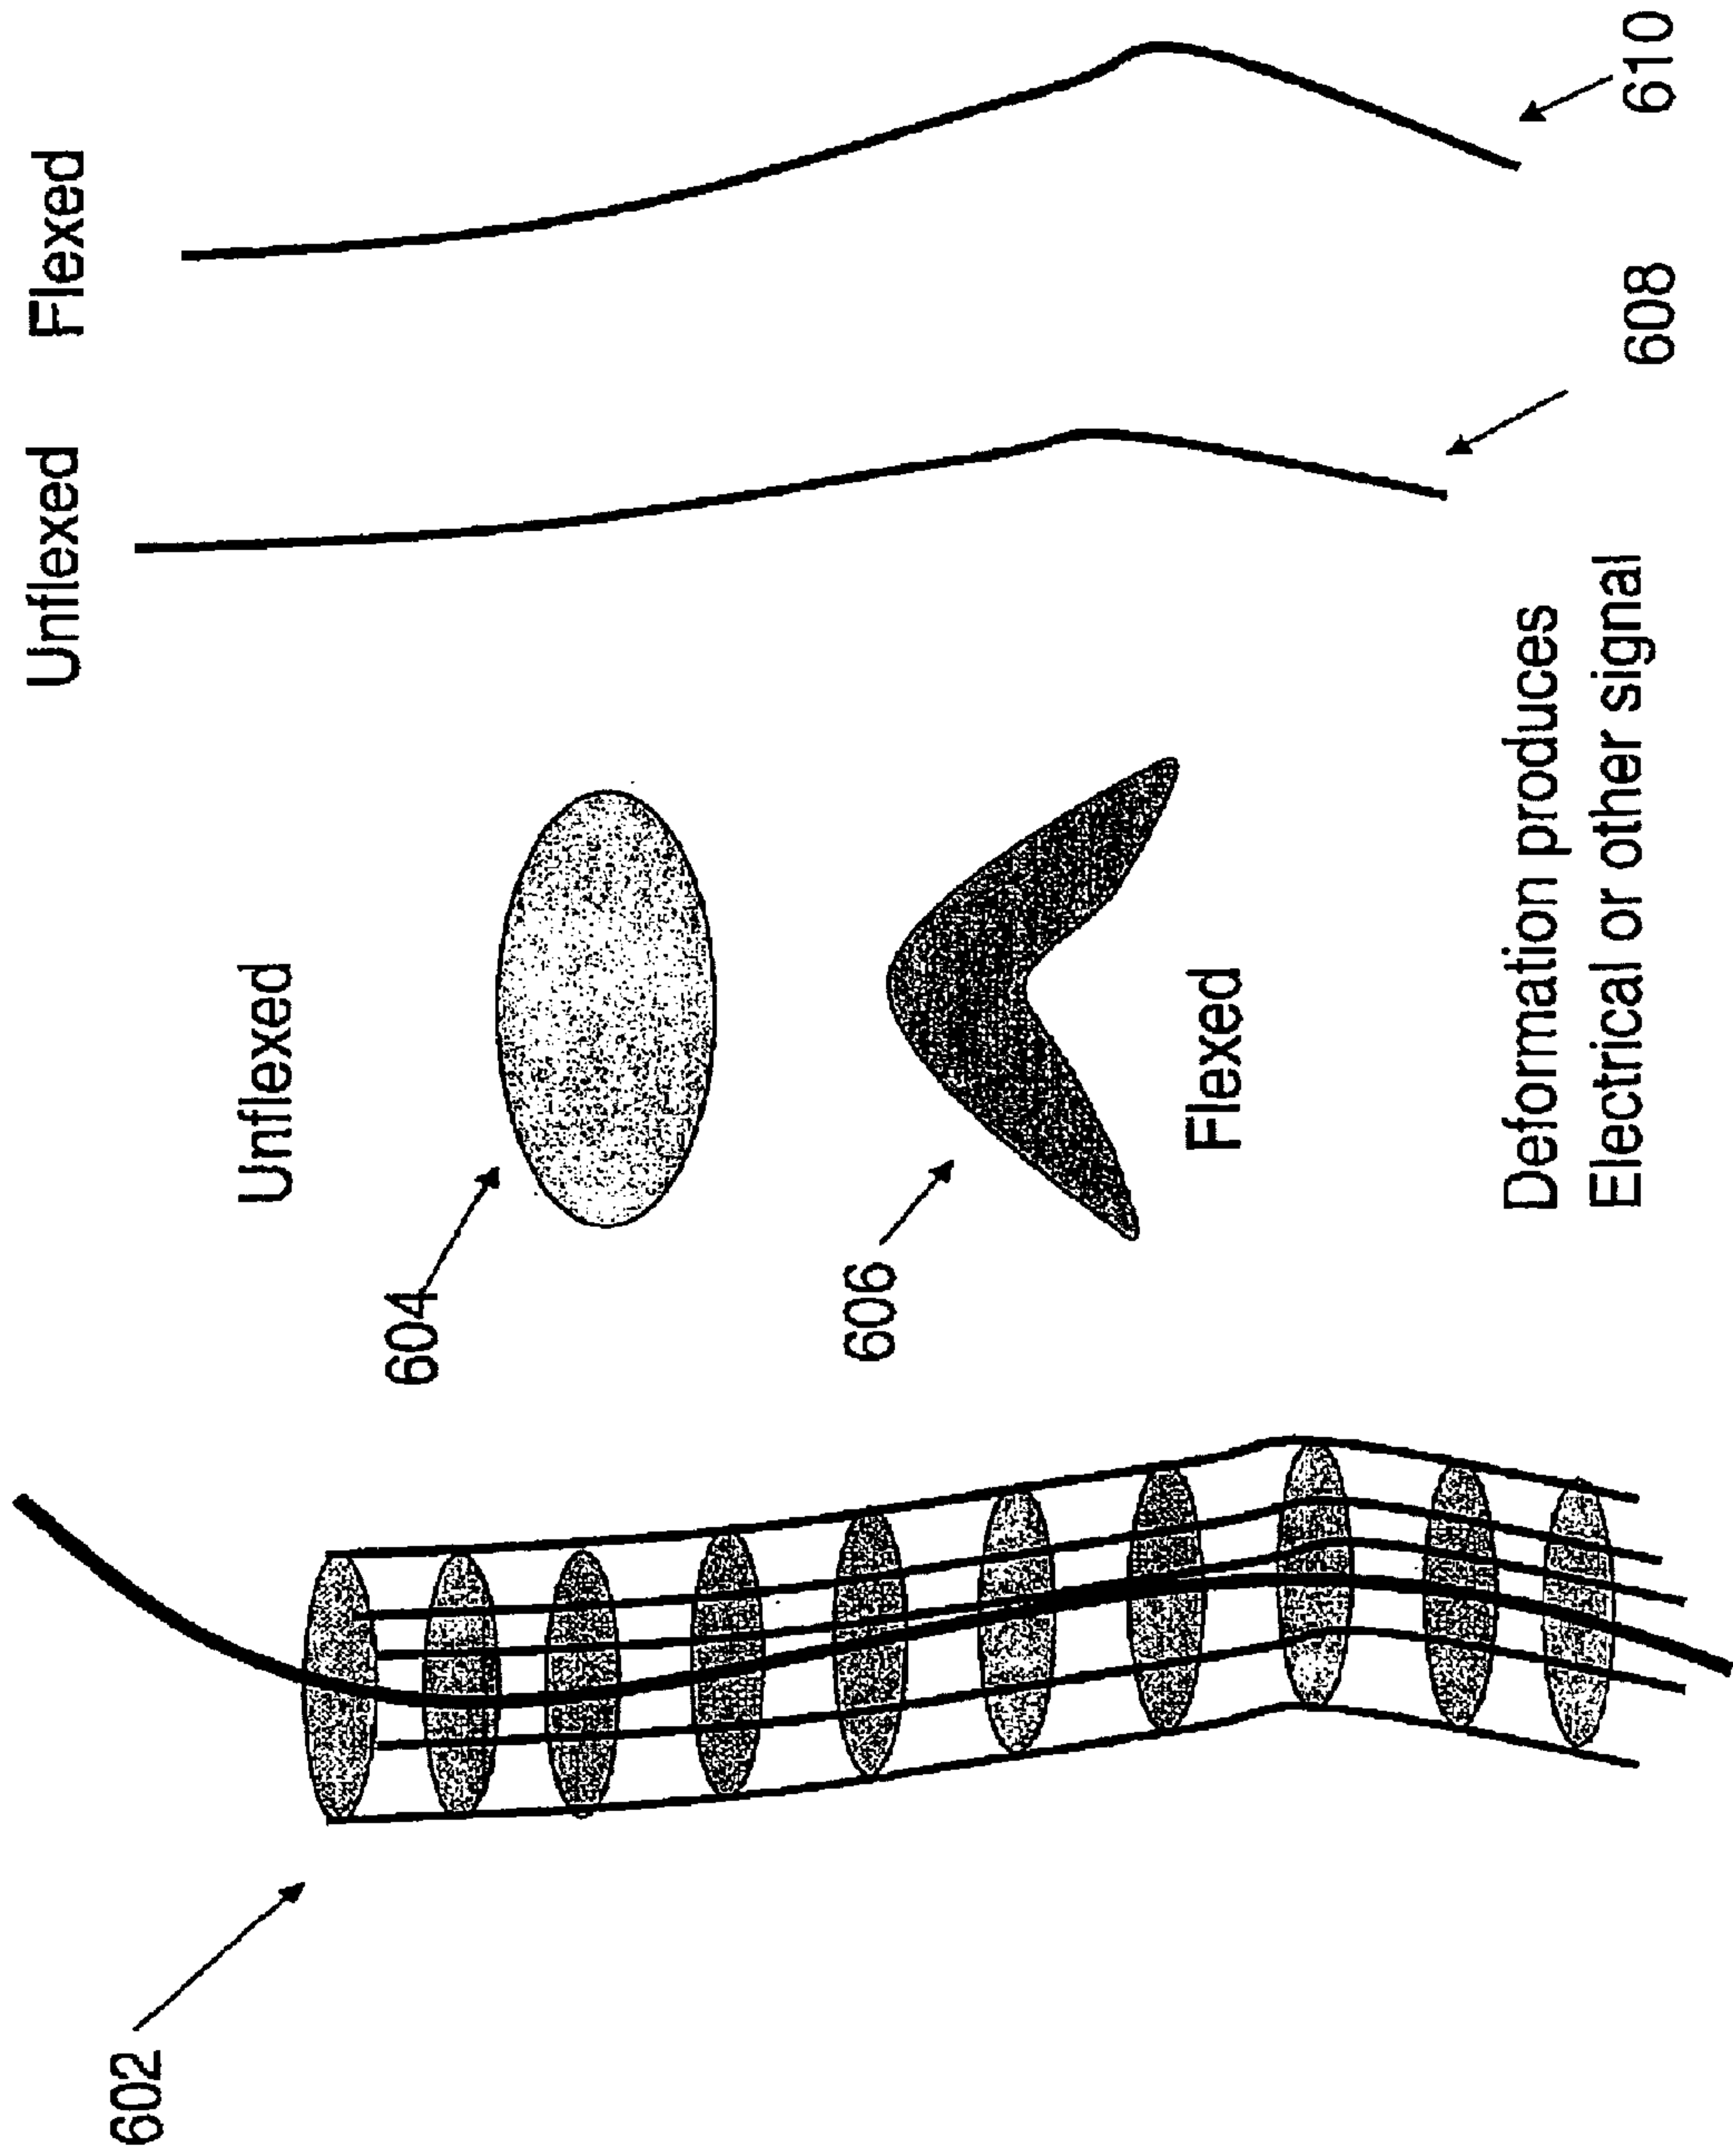 Unflexed
Flexed
602
Unflexed
604
606
Flexed
Deformation produces
Electrical or other signal
608
610